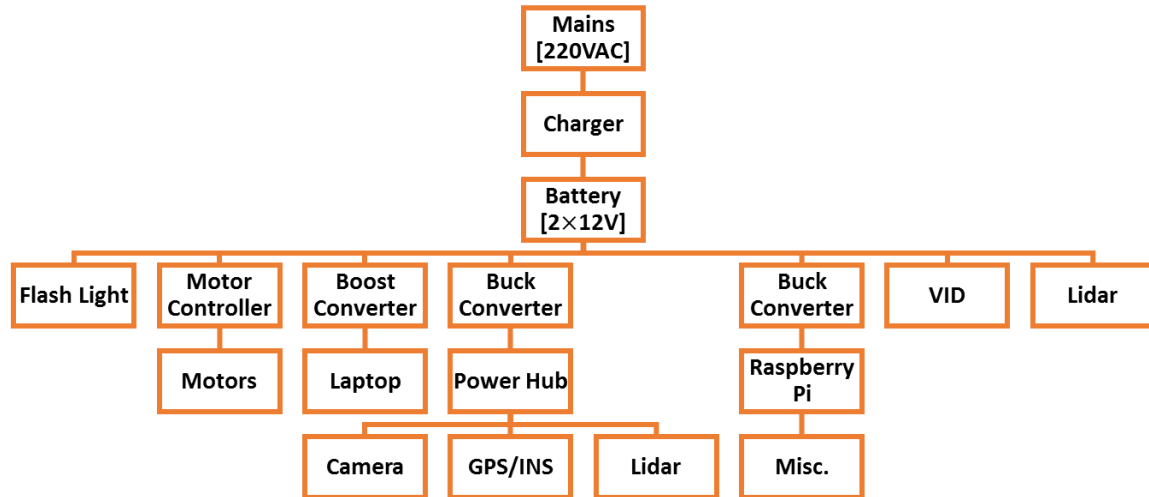 Mains
[220VAC]
Charger
Battery
[2×12V]
Flash Light
Motor
Controller
Boost
Converter
Buck
Converter
Buck
Converter
VID
Lidar
Motors
Laptop
Power Hub
Raspberry
Pi
Camera
GPS/INS
Lidar
Misc.